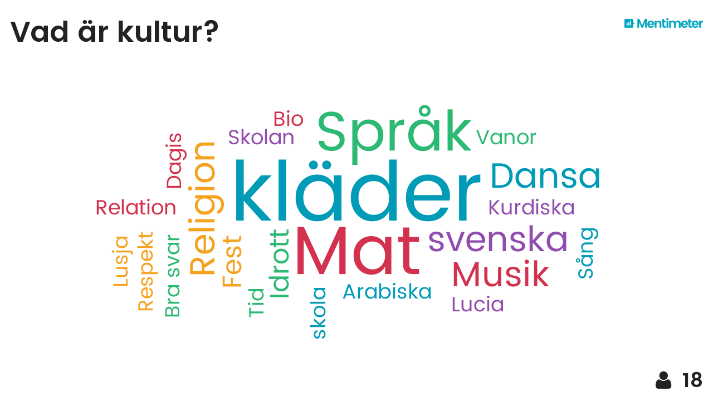 Vad är kultur?
Mentimeter
Bio
Språk
Skolan
Vanor
Dagis
Religion
kläder
Dansa
Relation
Kurdiska
Mat
svenska
Sång
Lusja
Respekt
Bra svar
Fest
Idrott
Musik
Tid
skola
Arabiska
Lucia
18